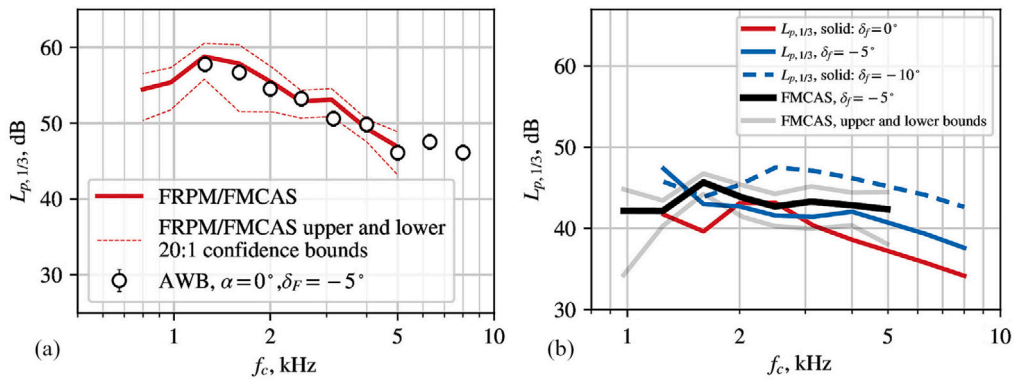 60
50
40
30
L_{p, 1/3}, dB
FRPM/FMCAS
FRPM/FMCAS upper and lower
20:1 confidence bounds
AWB, α=0°,δ_F = −5°
1
2
5
10
(a)
f_c, kHz
60
50
40
30
L_{p, 1/3}, dB
L_{p, 1/3}, solid: δ_f = 0°
L_{p, 1/3}, δ_f = −5°
L_{p, 1/3}, solid: δ_f = −10°
FMCAS, δ_f = −5°
FMCAS, upper and lower bounds
1
2
5
10
(b)
f_c, kHz